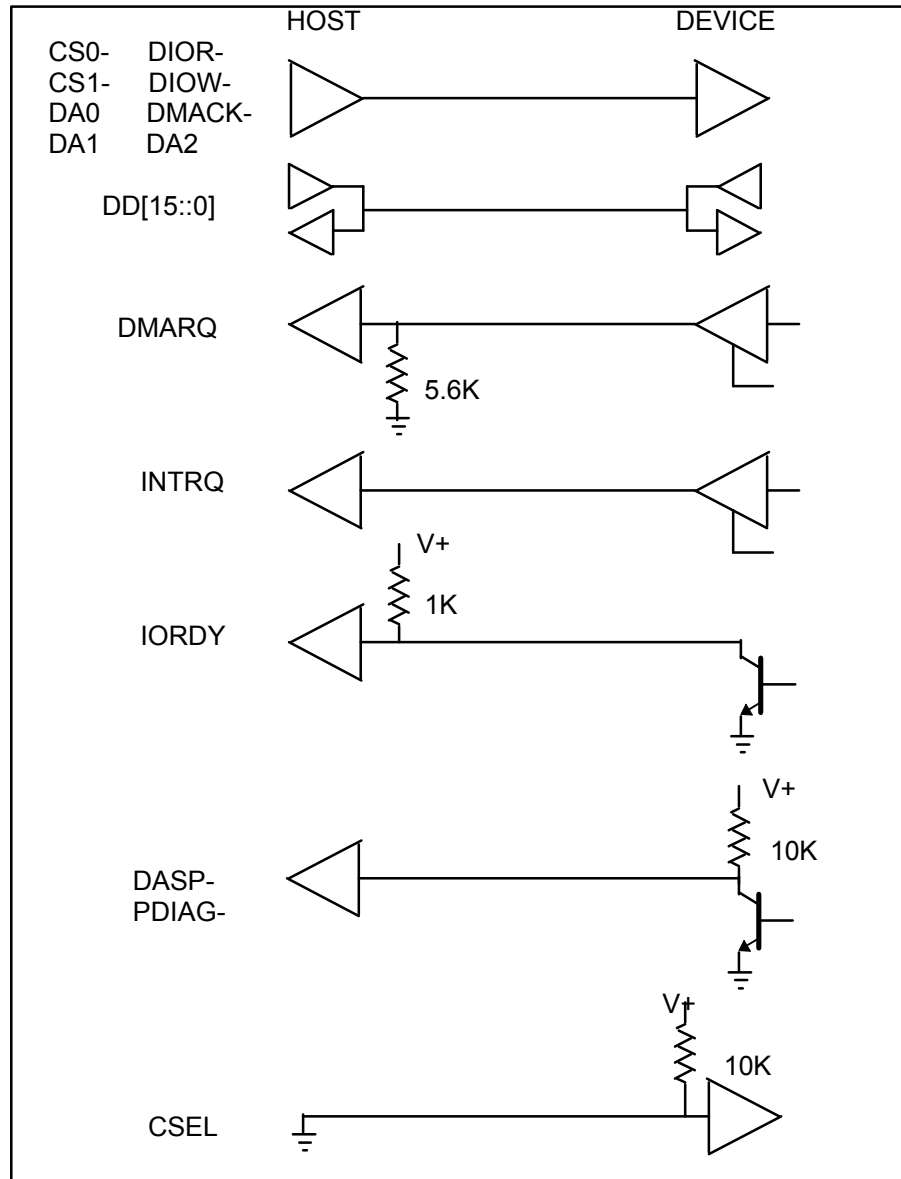 HOST DEVICE
CS0- DIOR-
CS1- DIOW-
DA0 DMACK-
DA1 DA2
DD[15::0]
DMARQ
5.6K
INTRQ
V+
1K
IORDY
V+
10K
DASP-
PDIAG-
V+
10K
CSEL